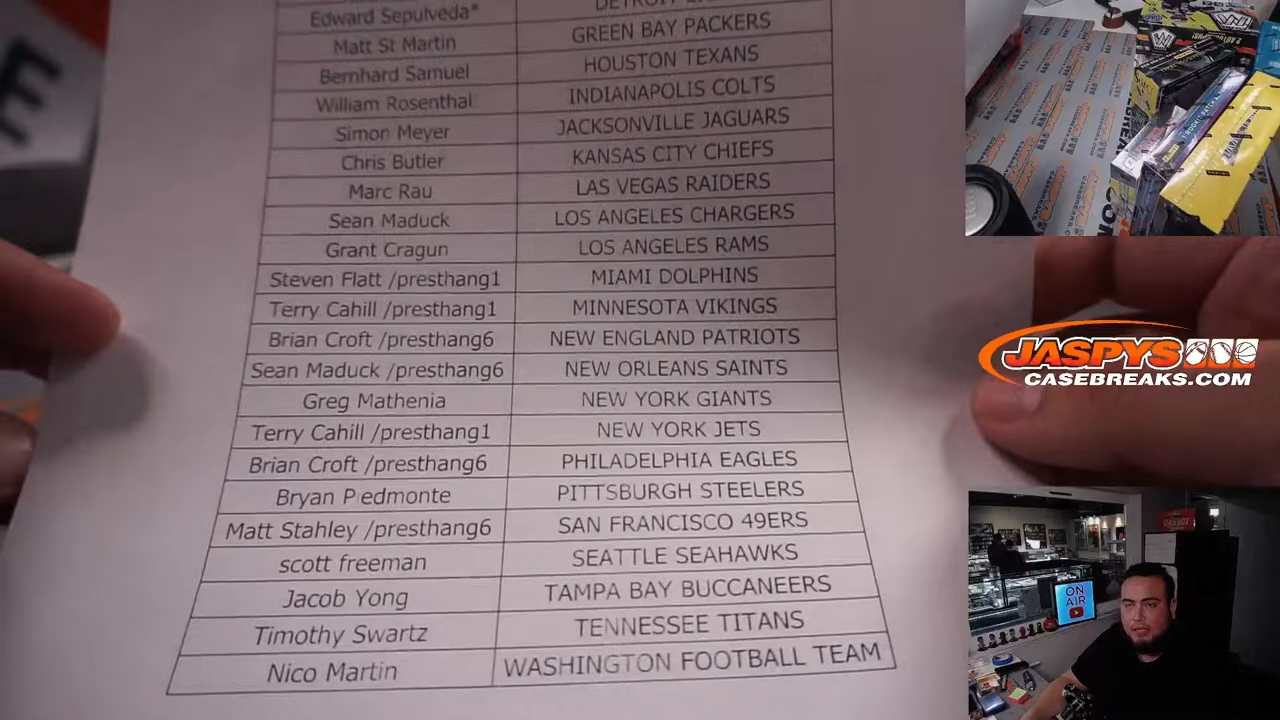 Edward Sepulveda*
DETROIT
Matt St Martin GREEN BAY PACKERS
Bernhard Samuel HOUSTON TEXANS
William Rosenthal INDIANAPOLIS COLTS
Simon Meyer JACKSONVILLE JAGUARS
Chris Butler KANSAS CITY CHIEFS
Marc Rau LAS VEGAS RAIDERS
Sean Maduck LOS ANGELES CHARGERS
Grant Cragun LOS ANGELES RAMS
Steven Flatt /presthang1 MIAMI DOLPHINS
Terry Cahill /presthang1 MINNESOTA VIKINGS
Brian Croft /presthang6 NEW ENGLAND PATRIOTS
Sean Maduck /presthang6 NEW ORLEANS SAINTS
Greg Mathenia NEW YORK GIANTS
Terry Cahill /presthang1 NEW YORK JETS
Brian Croft /presthang6 PHILADELPHIA EAGLES
Bryan Piedmonte PITTSBURGH STEELERS
Matt Stahley /presthang6 SAN FRANCISCO 49ERS
scott freeman SEATTLE SEAHAWKS
Jacob Yong TAMPA BAY BUCCANEERS
Timothy Swartz TENNESSEE TITANS
Nico Martin WASHINGTON FOOTBALL TEAM
JASPYS
CASEBREAKS.COM
ON
AIR